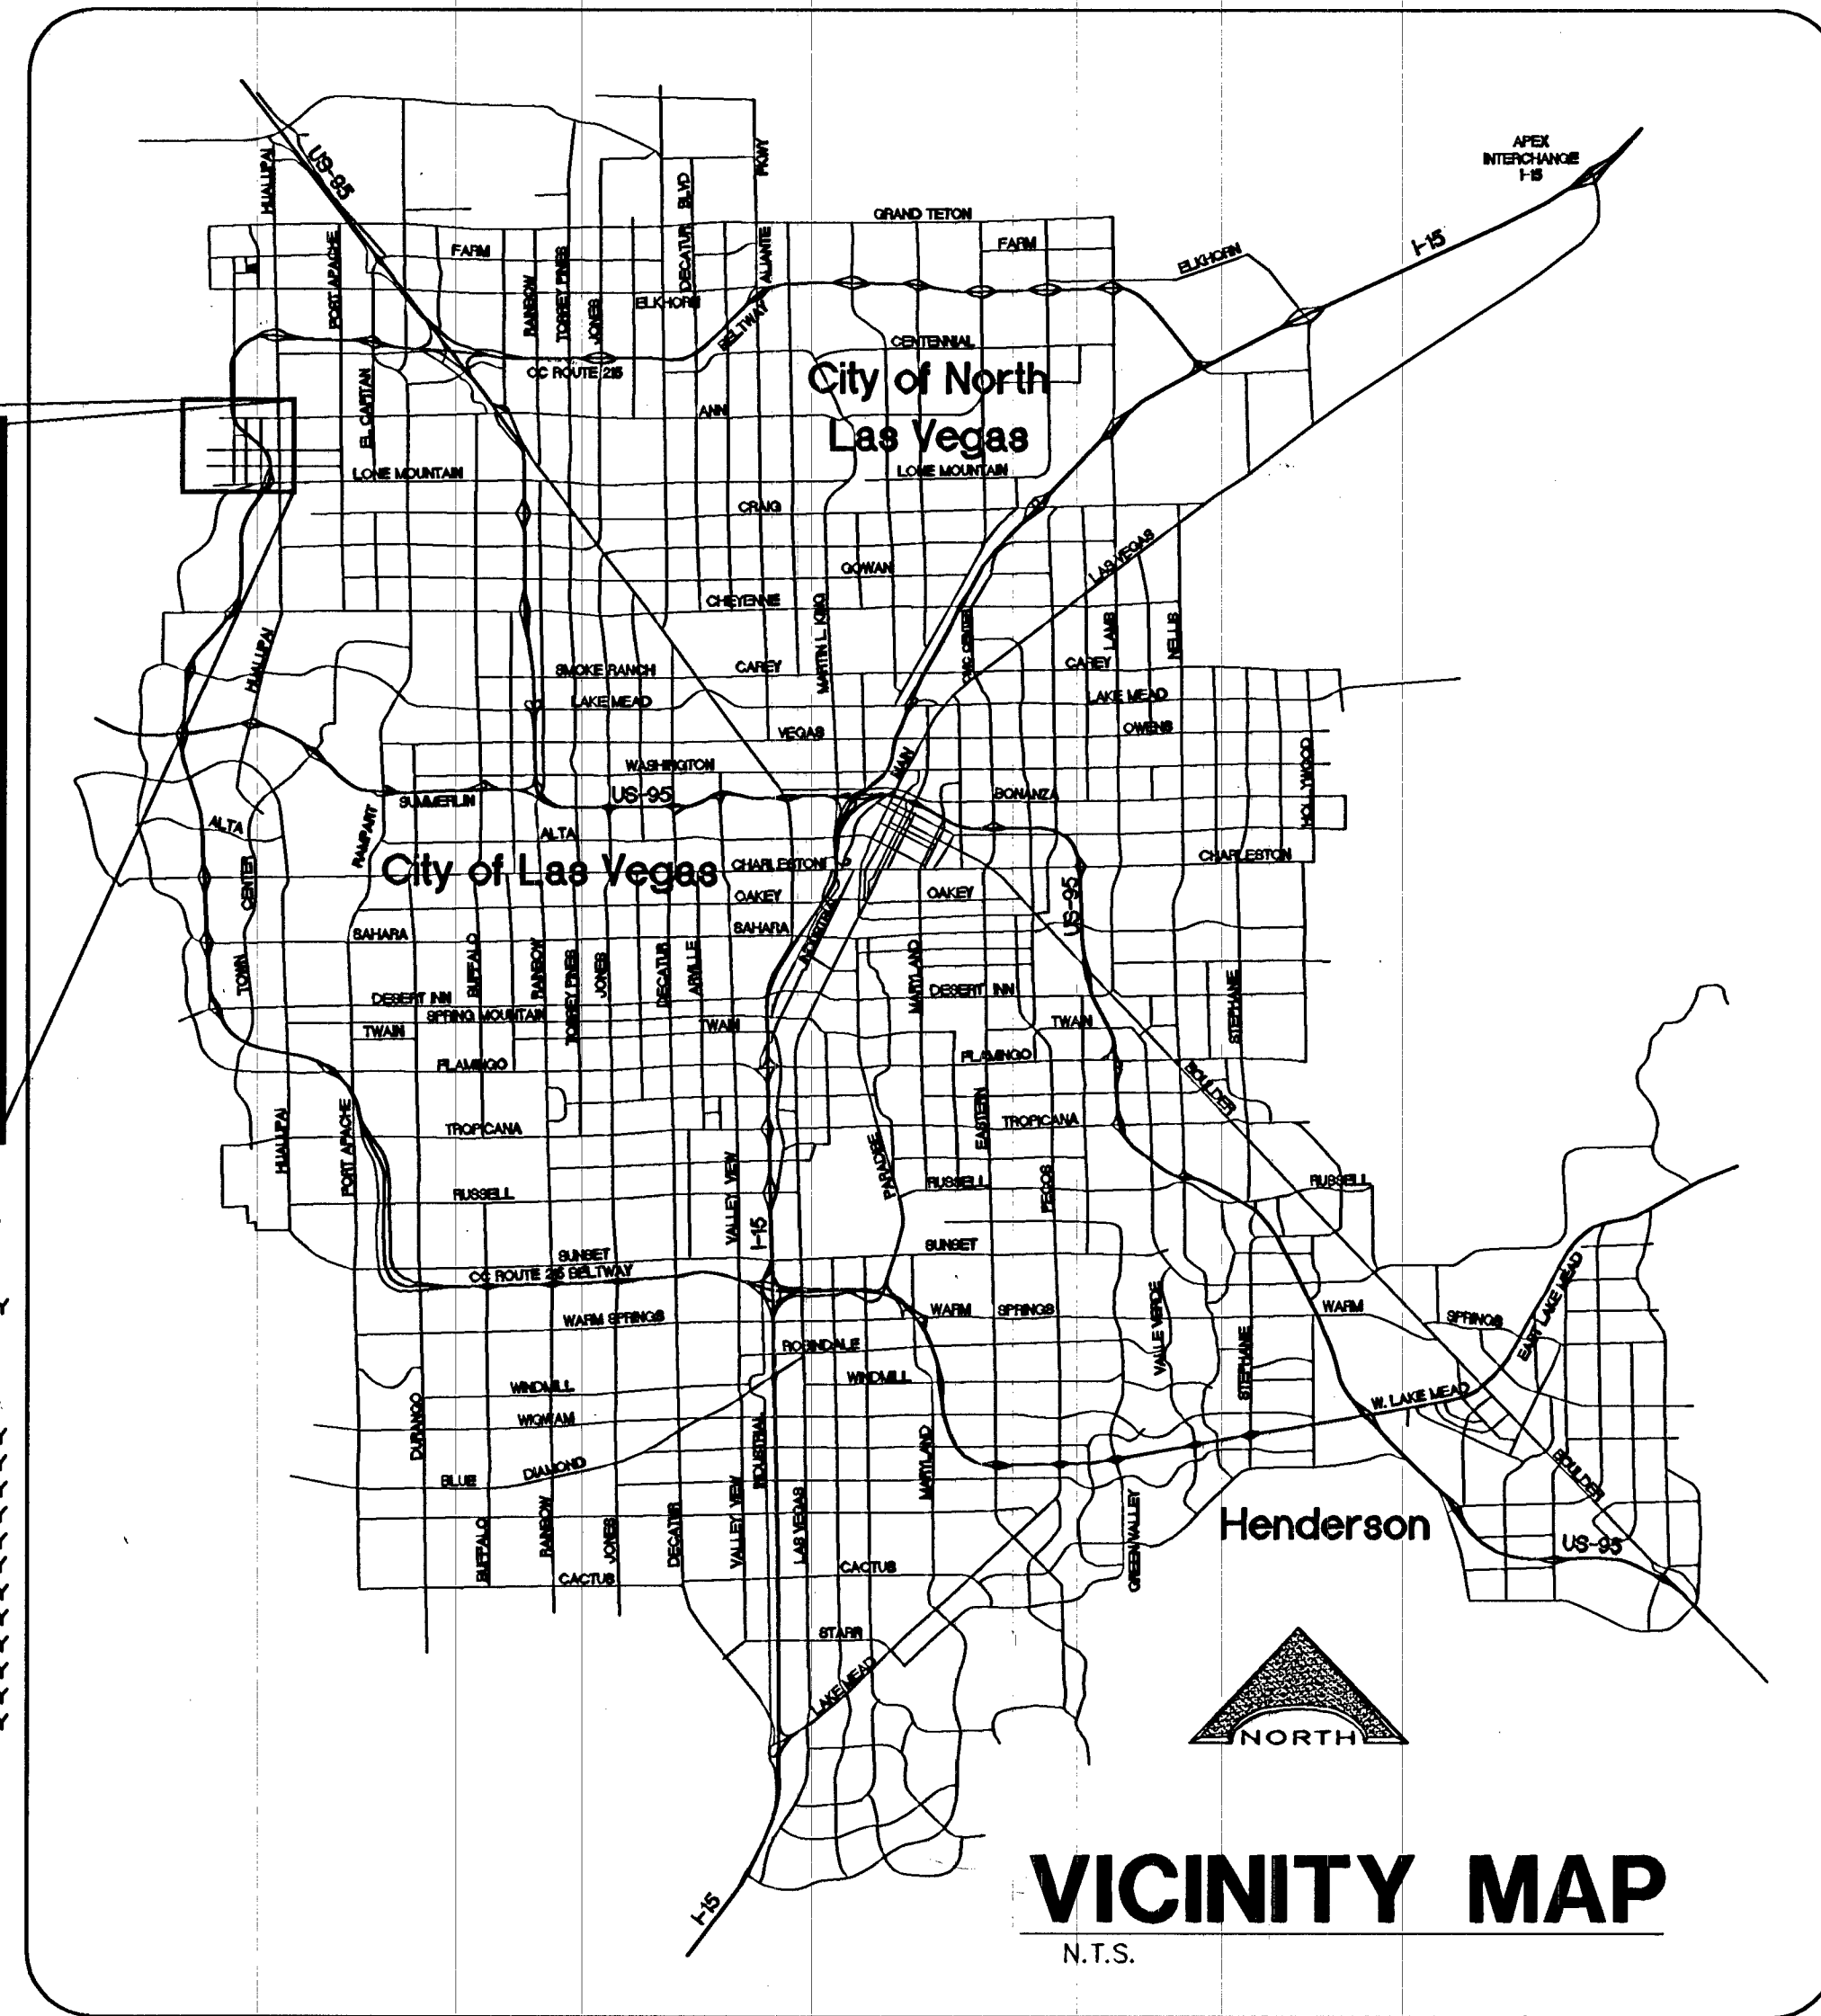 APEX
INTERCHANGE
I-15
US-95
HUALUPAI
PKWY
DECATUR BLVD
GRAND TETON
FARM
FARM
I-15
ELKHORN
FORT APACHE
RAINBOW
TORREY PINES
JONES
ALIANTE
ELKHORN
BELTWAY
CENTENNIAL
CC ROUTE 215
City of North
Las Vegas
EL CAPITAN
ANN
LONE MOUNTAIN
LONE MOUNTAIN
CRAIG
LAS VEGAS
GOWAN
CHEYENNE
MARTIN L. KING
LAMB
NELLIS
HUALUPAI
SMOKE RANCH
CAREY
CAREY
LAKE MEAD
LAKE MEAD
VEGAS
OWENS
WASHINGTON
MAIN
HOLLYWOOD
SUMMERLIN
US-95
BONANZA
ALTA
RAMPART
ALTA
City of Las Vegas
CHARLESTON
CHARLESTON
TOWN CENTER
OAKEY
OAKEY
US-95
SAHARA
SAHARA
INDUSTRIAL
BUFFALO
RAINBOW
TORREY PINES
JONES
DECATUR
ARVILLE
MARYLAND
STEPHANIE
DESERT INN
DESERT INN
SPRING MOUNTAIN
TWAIN
TWAIN
TWAIN
FLAMINGO
FLAMINGO
BOULDER
HUALUPAI
FORT APACHE
TROPICANA
EASTERN
TROPICANA
VALLEY VIEW
PARADISE
RUSSELL
RUSSELL
PECOS
RUSSELL
I-15
SUNSET
SUNSET
CC ROUTE 215 BELTWAY
EAST LAKE MEAD
WARM SPRINGS
WARM SPRINGS
VALLE VERDE
WARM SPRINGS
ROBINDALE
STEPHANIE
WINDMILL
WINDMILL
W. LAKE MEAD
DURANGO
WIGWAM
INDUSTRIAL
MARYLAND
BLUE DIAMOND
BOULDER
BUFFALO
RAINBOW
JONES
DECATUR
VALLEY VIEW
LAS VEGAS
GREEN VALLEY
Henderson
US-95
CACTUS
CACTUS
STARR
LAKE MEAD
NORTH
I-15
VICINITY MAP
N.T.S.